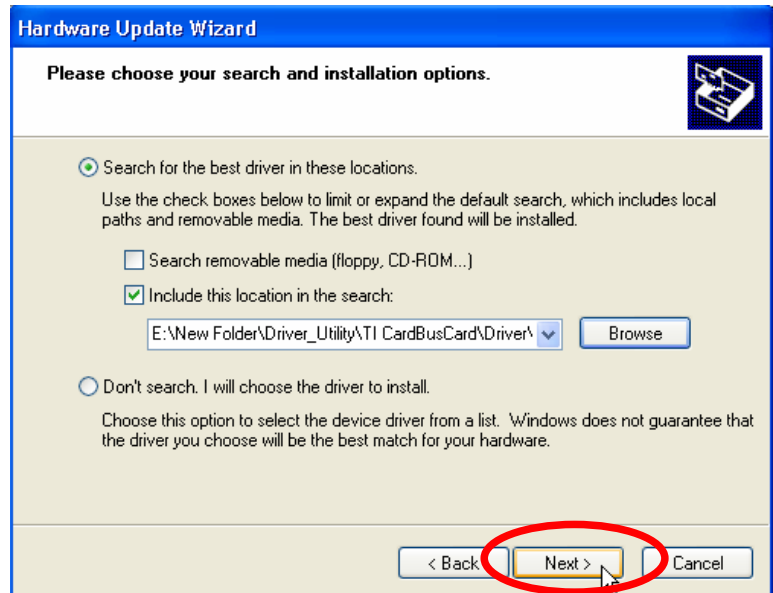 Hardware Update Wizard
Please choose your search and installation options.
Search for the best driver in these locations.
Use the check boxes below to limit or expand the default search, which includes local
paths and removable media. The best driver found will be installed.
Search removable media (floppy, CD-ROM...)
Include this location in the search:
E:\New Folder\Driver_Utility\TI CardBusCard\Driver\
Browse
Don't search. I will choose the driver to install.
Choose this option to select the device driver from a list. Windows does not guarantee that
the driver you choose will be the best match for your hardware.
< Back Next > Cancel